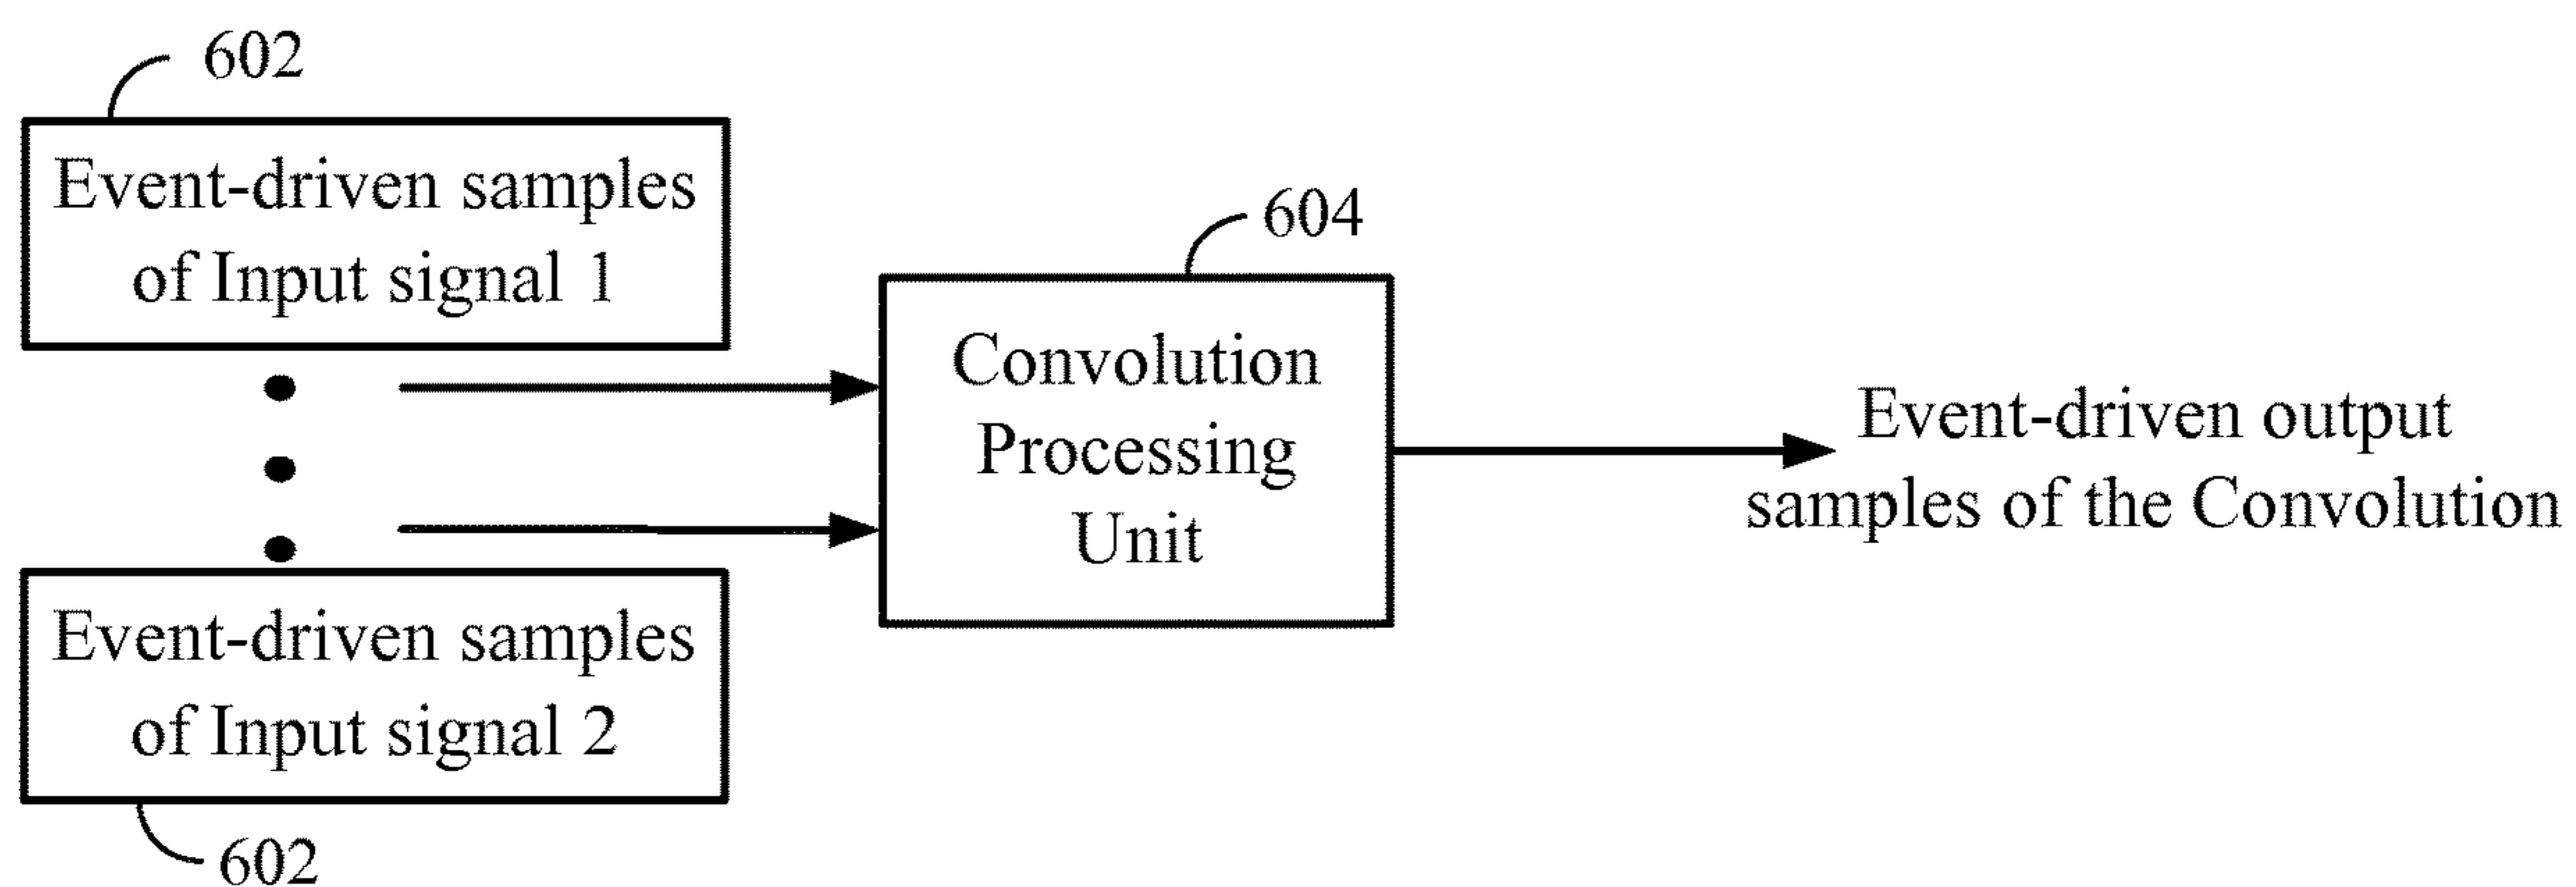 602
Event-driven samples
of Input signal 1
604
Convolution
Processing
Unit
Event-driven output
samples of the Convolution
Event-driven samples
of Input signal 2
602